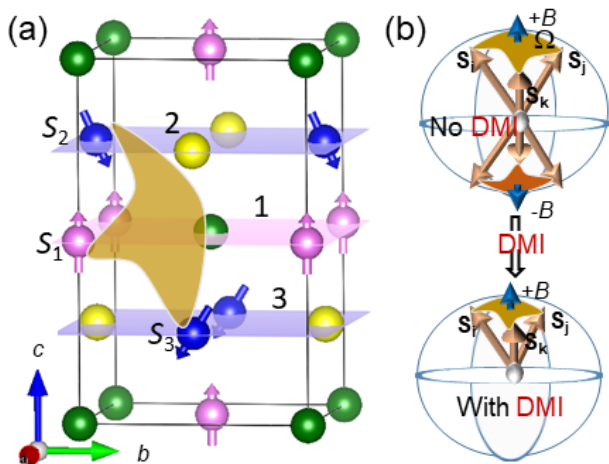 (a)
S2
2
1
S1
3
S3
c
b
a
(b)
+B
Ω
Si
Sj
Sk
No DMI
-B
DMI
+B
Si
Sj
Sk
With DMI